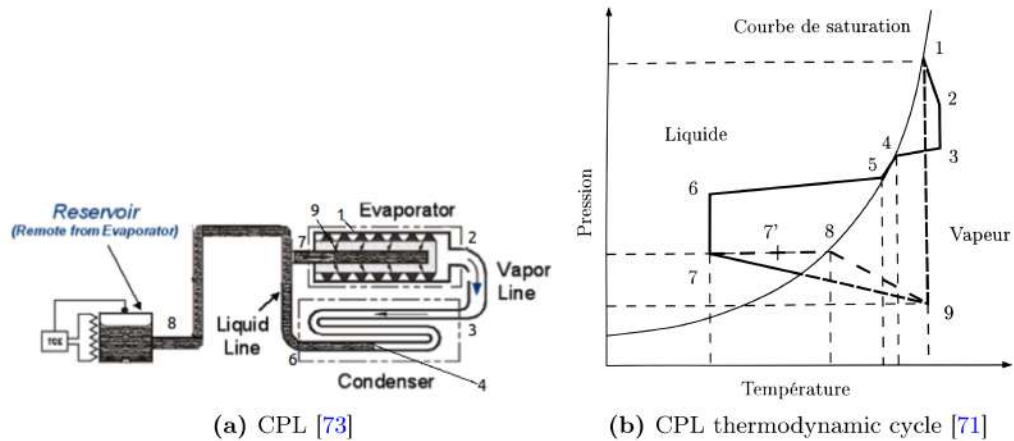 Reservoir
(Remote from Evaporator)
9
1
Evaporator
7
2
Vapor
Line
3
8
TCE
Liquid
Line
6
Condenser
4
(a) CPL [73]
Courbe de saturation
1
2
Liquide
4
3
5
6
Pression
7'
8
Vapeur
7
9
Température
(b) CPL thermodynamic cycle [71]